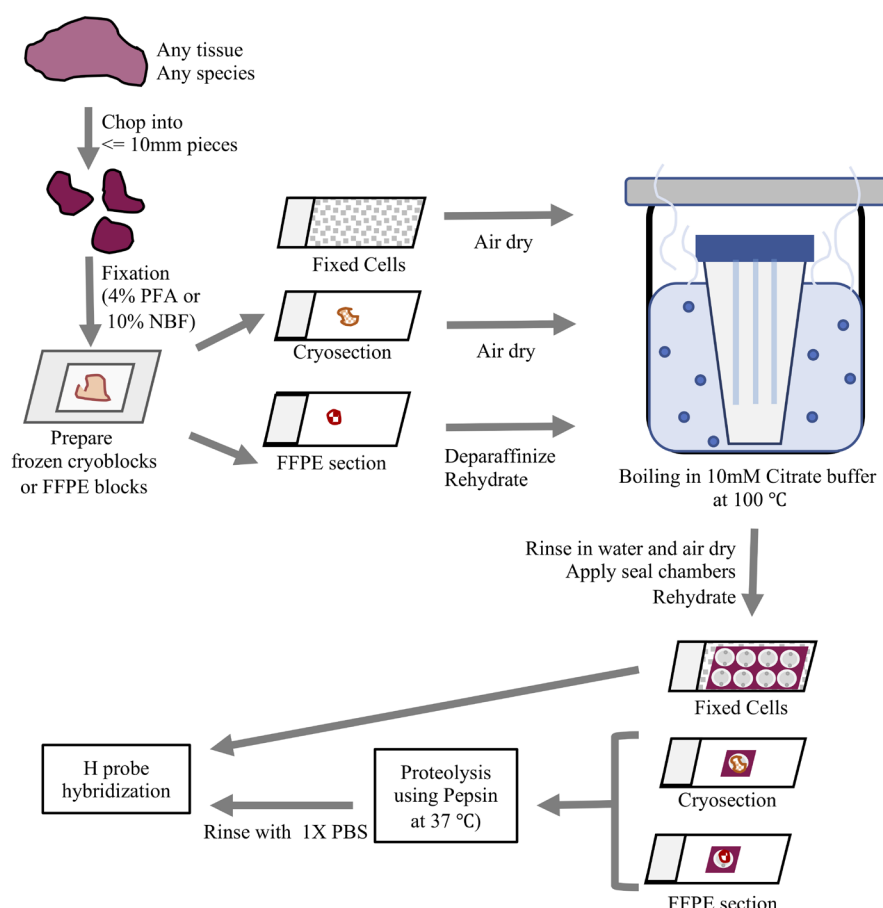 Any tissue
Any species
Chop into
<= 10mm pieces
Fixation
(4% PFA or
10% NBF)
Prepare
frozen cryoblocks
or FFPE blocks
Fixed Cells
Air dry
Cryosection
Air dry
FFPE section
Deparaffinize
Rehydrate
Boiling in 10mM Citrate buffer
at 100 ℃
Rinse in water and air dry
Apply seal chambers
Rehydrate
Fixed Cells
Cryosection
FFPE section
Proteolysis
using Pepsin
at 37 ℃)
Rinse with 1X PBS
H probe
hybridization